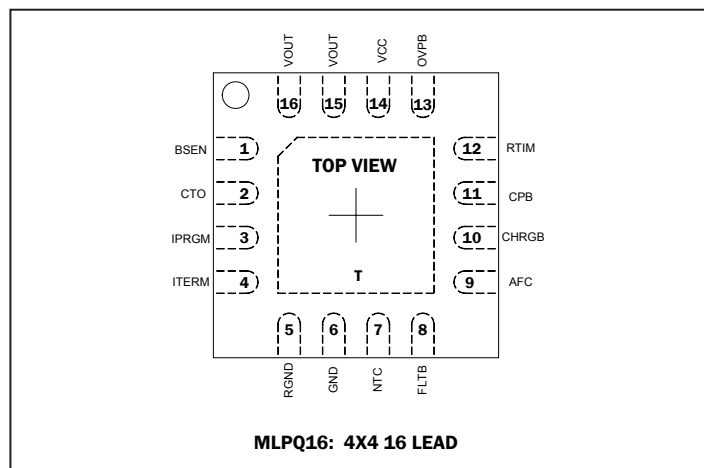 VOUT VOUT VCC OVPB
16 15 14 13
BSEN 1 12 RTIM
TOP VIEW
CTO 2 11 CPB
IPRGM 3 10 CHRGB
ITERM 4 T 9 AFC
5 6 7 8
RGND GND NTC FLTB
MLPQ16: 4X4 16 LEAD